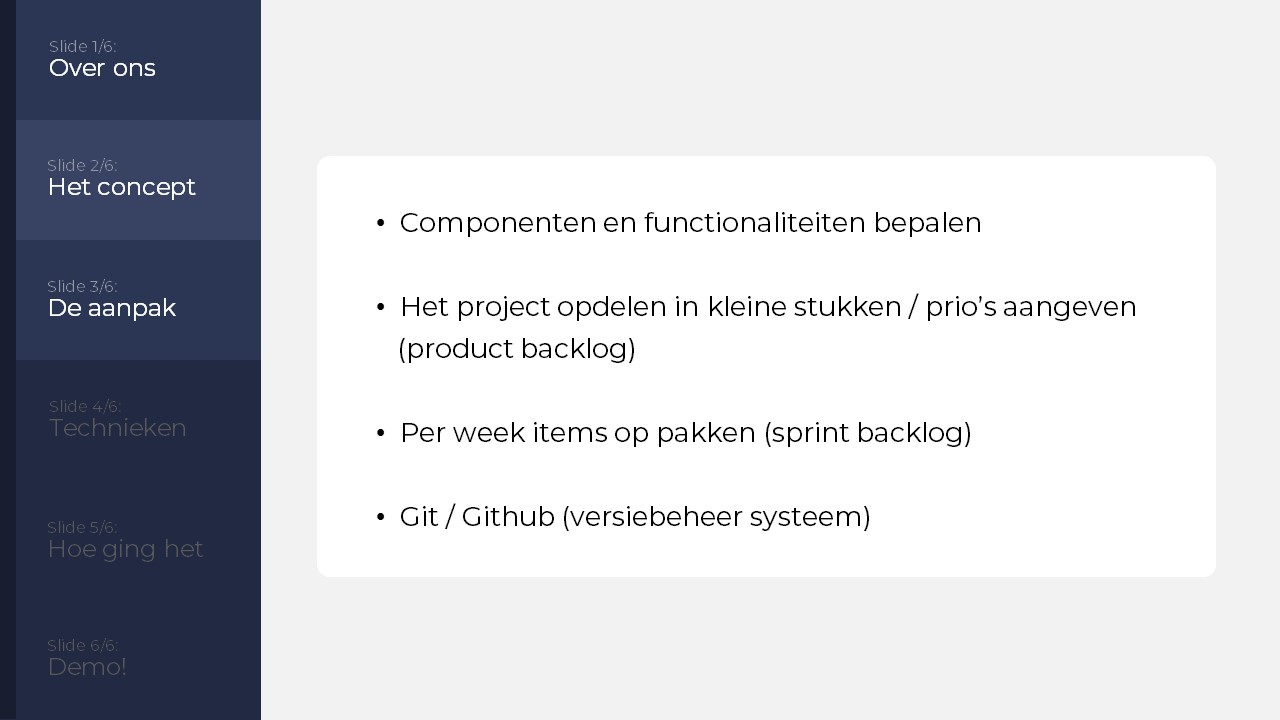 Slide 1/6:
Over ons
Slide 2/6:
Het concept
Slide 3/6:
De aanpak
Slide 4/6:
Technieken
Slide 5/6:
Hoe ging het
Slide 6/6:
Demo!
• Componenten en functionaliteiten bepalen
• Het project opdelen in kleine stukken / prio’s aangeven
(product backlog)
• Per week items op pakken (sprint backlog)
• Git / Github (versiebeheer systeem)